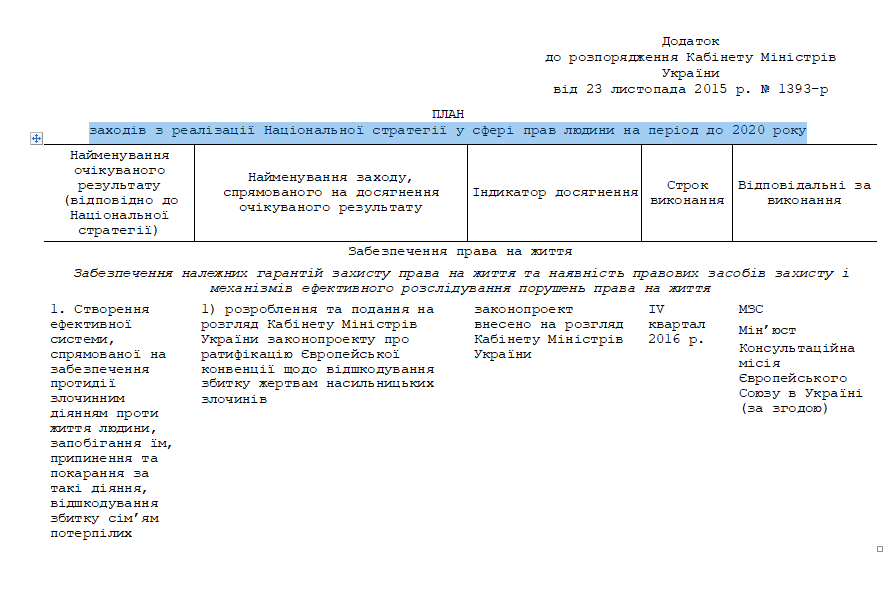 Додаток
до розпорядження Кабінету Міністрів
України
від 23 листопада 2015 р. № 1393-р
ПЛАН
заходів з реалізації Національної стратегії у сфері прав людини на період до 2020 року
Найменування
очікуваного
результату
(відповідно до
Національної
стратегії)
Найменування заходу,
спрямованого на досягнення
очікуваного результату
Індикатор досягнення
Строк
виконання
Відповідальні за
виконання
Забезпечення права на життя
Забезпечення належних гарантій захисту права на життя та наявність правових засобів захисту і
механізмів ефективного розслідування порушень права на життя
1. Створення
ефективної
системи,
спрямованої на
забезпечення
протидії
злочинним
діянням проти
життя людини,
запобігання їм,
припинення та
покарання за
такі діяння,
відшкодування
збитку сім’ям
потерпілих
1) розроблення та подання на
розгляд Кабінету Міністрів
України законопроекту про
ратифікацію Європейської
конвенції щодо відшкодування
збитку жертвам насильницьких
злочинів
законопроект
внесено на розгляд
Кабінету Міністрів
України
IV
квартал
2016 р.
МЗС
Мін’юст
Консультаційна
місія
Європейського
Союзу в Україні
(за згодою)